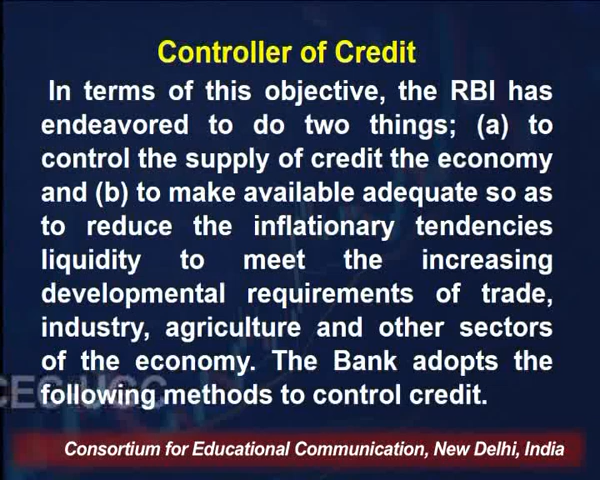 Controller of Credit
In terms of this objective, the RBI has
endeavored to do two things; (a) to
control the supply of credit the economy
and (b) to make available adequate so as
to reduce the inflationary tendencies
liquidity to meet the increasing
developmental requirements of trade,
industry, agriculture and other sectors
of the economy. The Bank adopts the
following methods to control credit.
CEC/UGC
Consortium for Educational Communication, New Delhi, India